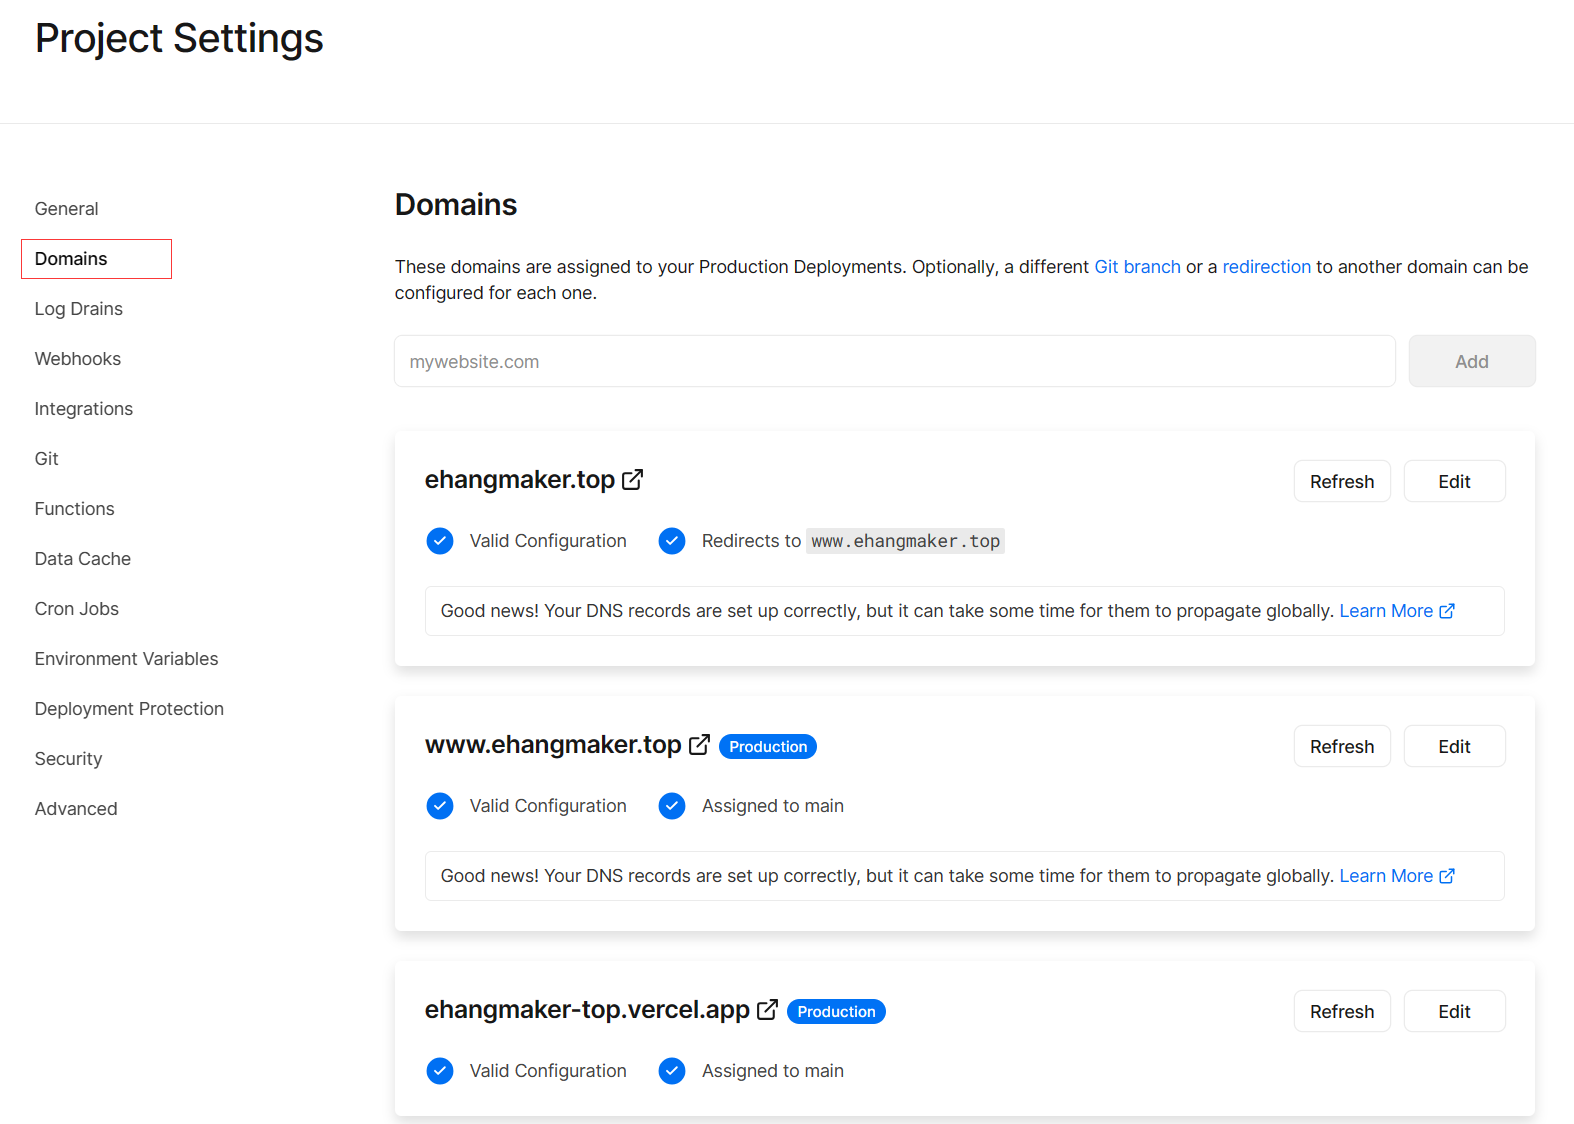 Project Settings
General
Domains
Log Drains
Webhooks
Integrations
Git
Functions
Data Cache
Cron Jobs
Environment Variables
Deployment Protection
Security
Advanced
Domains
These domains are assigned to your Production Deployments. Optionally, a different Git branch or a redirection to another domain can be
configured for each one.
mywebsite.com
Add
ehangmaker.top
Refresh
Edit
Valid Configuration
Redirects to www.ehangmaker.top
Good news! Your DNS records are set up correctly, but it can take some time for them to propagate globally. Learn More
www.ehangmaker.top
Production
Refresh
Edit
Valid Configuration
Assigned to main
Good news! Your DNS records are set up correctly, but it can take some time for them to propagate globally. Learn More
ehangmaker-top.vercel.app
Production
Refresh
Edit
Valid Configuration
Assigned to main